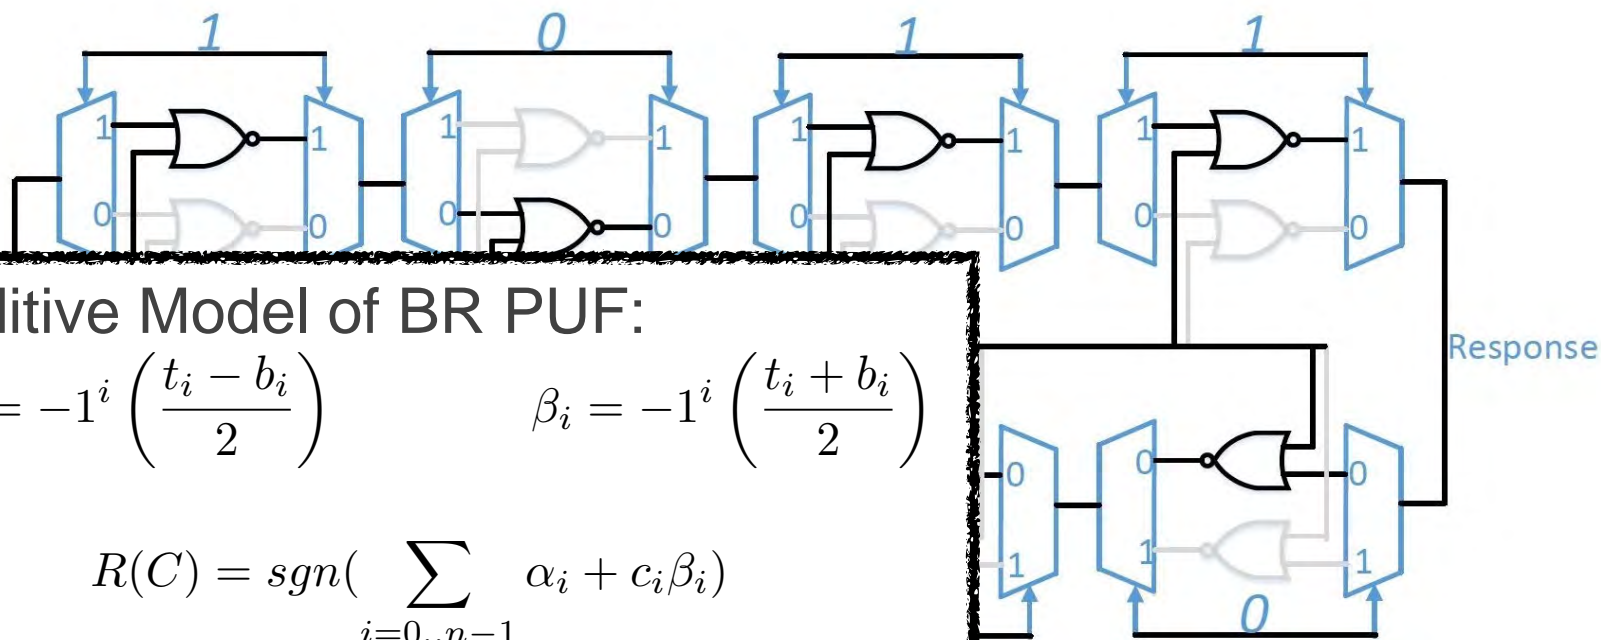 1 0 1 1
1 1 1 1 1 1 1 1
0 0 0 0 0 0 0 0
Model of BR PUF:
= −1^i ( (t_i − b_i) / 2 ) β_i = −1^i ( (t_i + b_i) / 2 )
R(C) = sgn( ∑ α_i + c_i β_i )
i=0..n−1
Response
0 0 0
1 1 1
0